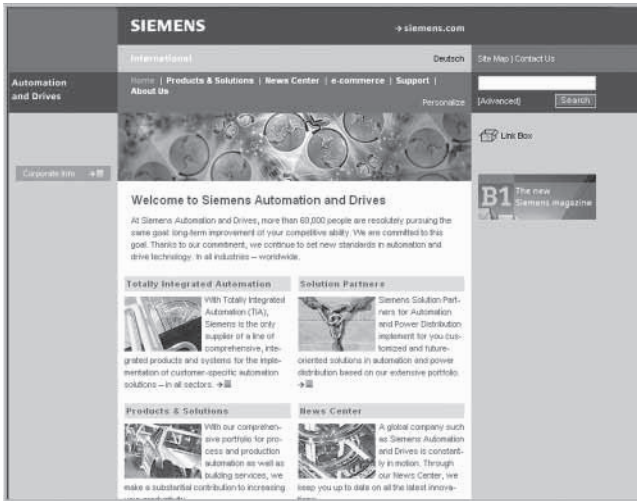 SIEMENS
→ siemens.com
International
Deutsch
Site Map | Contact Us
Automation
and Drives
Home | Products & Solutions | News Center | e-commerce | Support |
About Us
Personalize
[Advanced]
Search
Link Box
Corporate Info →
B1 The new
Siemens magazine
Welcome to Siemens Automation and Drives
At Siemens Automation and Drives, more than 60,000 people are resolutely pursuing the
same goal: long-term improvement of your competitive ability. We are committed to this
goal. Thanks to our commitment, we continue to set new standards in automation and
drive technology. In all industries – worldwide.
Totally Integrated Automation
With Totally Integrated
Automation (TIA),
Siemens is the only
supplier of a line of
comprehensive, inte-
grated products and systems for the imple-
mentation of customer-specific automation
solutions – in all sectors. →
Solution Partners
Siemens Solution Part-
ners for Automation
and Power Distribution
implement for you cus-
tomized and future-
oriented solutions in automation and power
distribution based on our extensive portfolio.
→
Products & Solutions
With our comprehen-
sive portfolio for pro-
cess and production
automation as well as
building services, we
make a substantial contribution to increasing
your productivity.
News Center
A global company such
as Siemens Automation
and Drives is constant-
ly in motion. Through
our News Center, we
keep you up to date on all the latest innova-